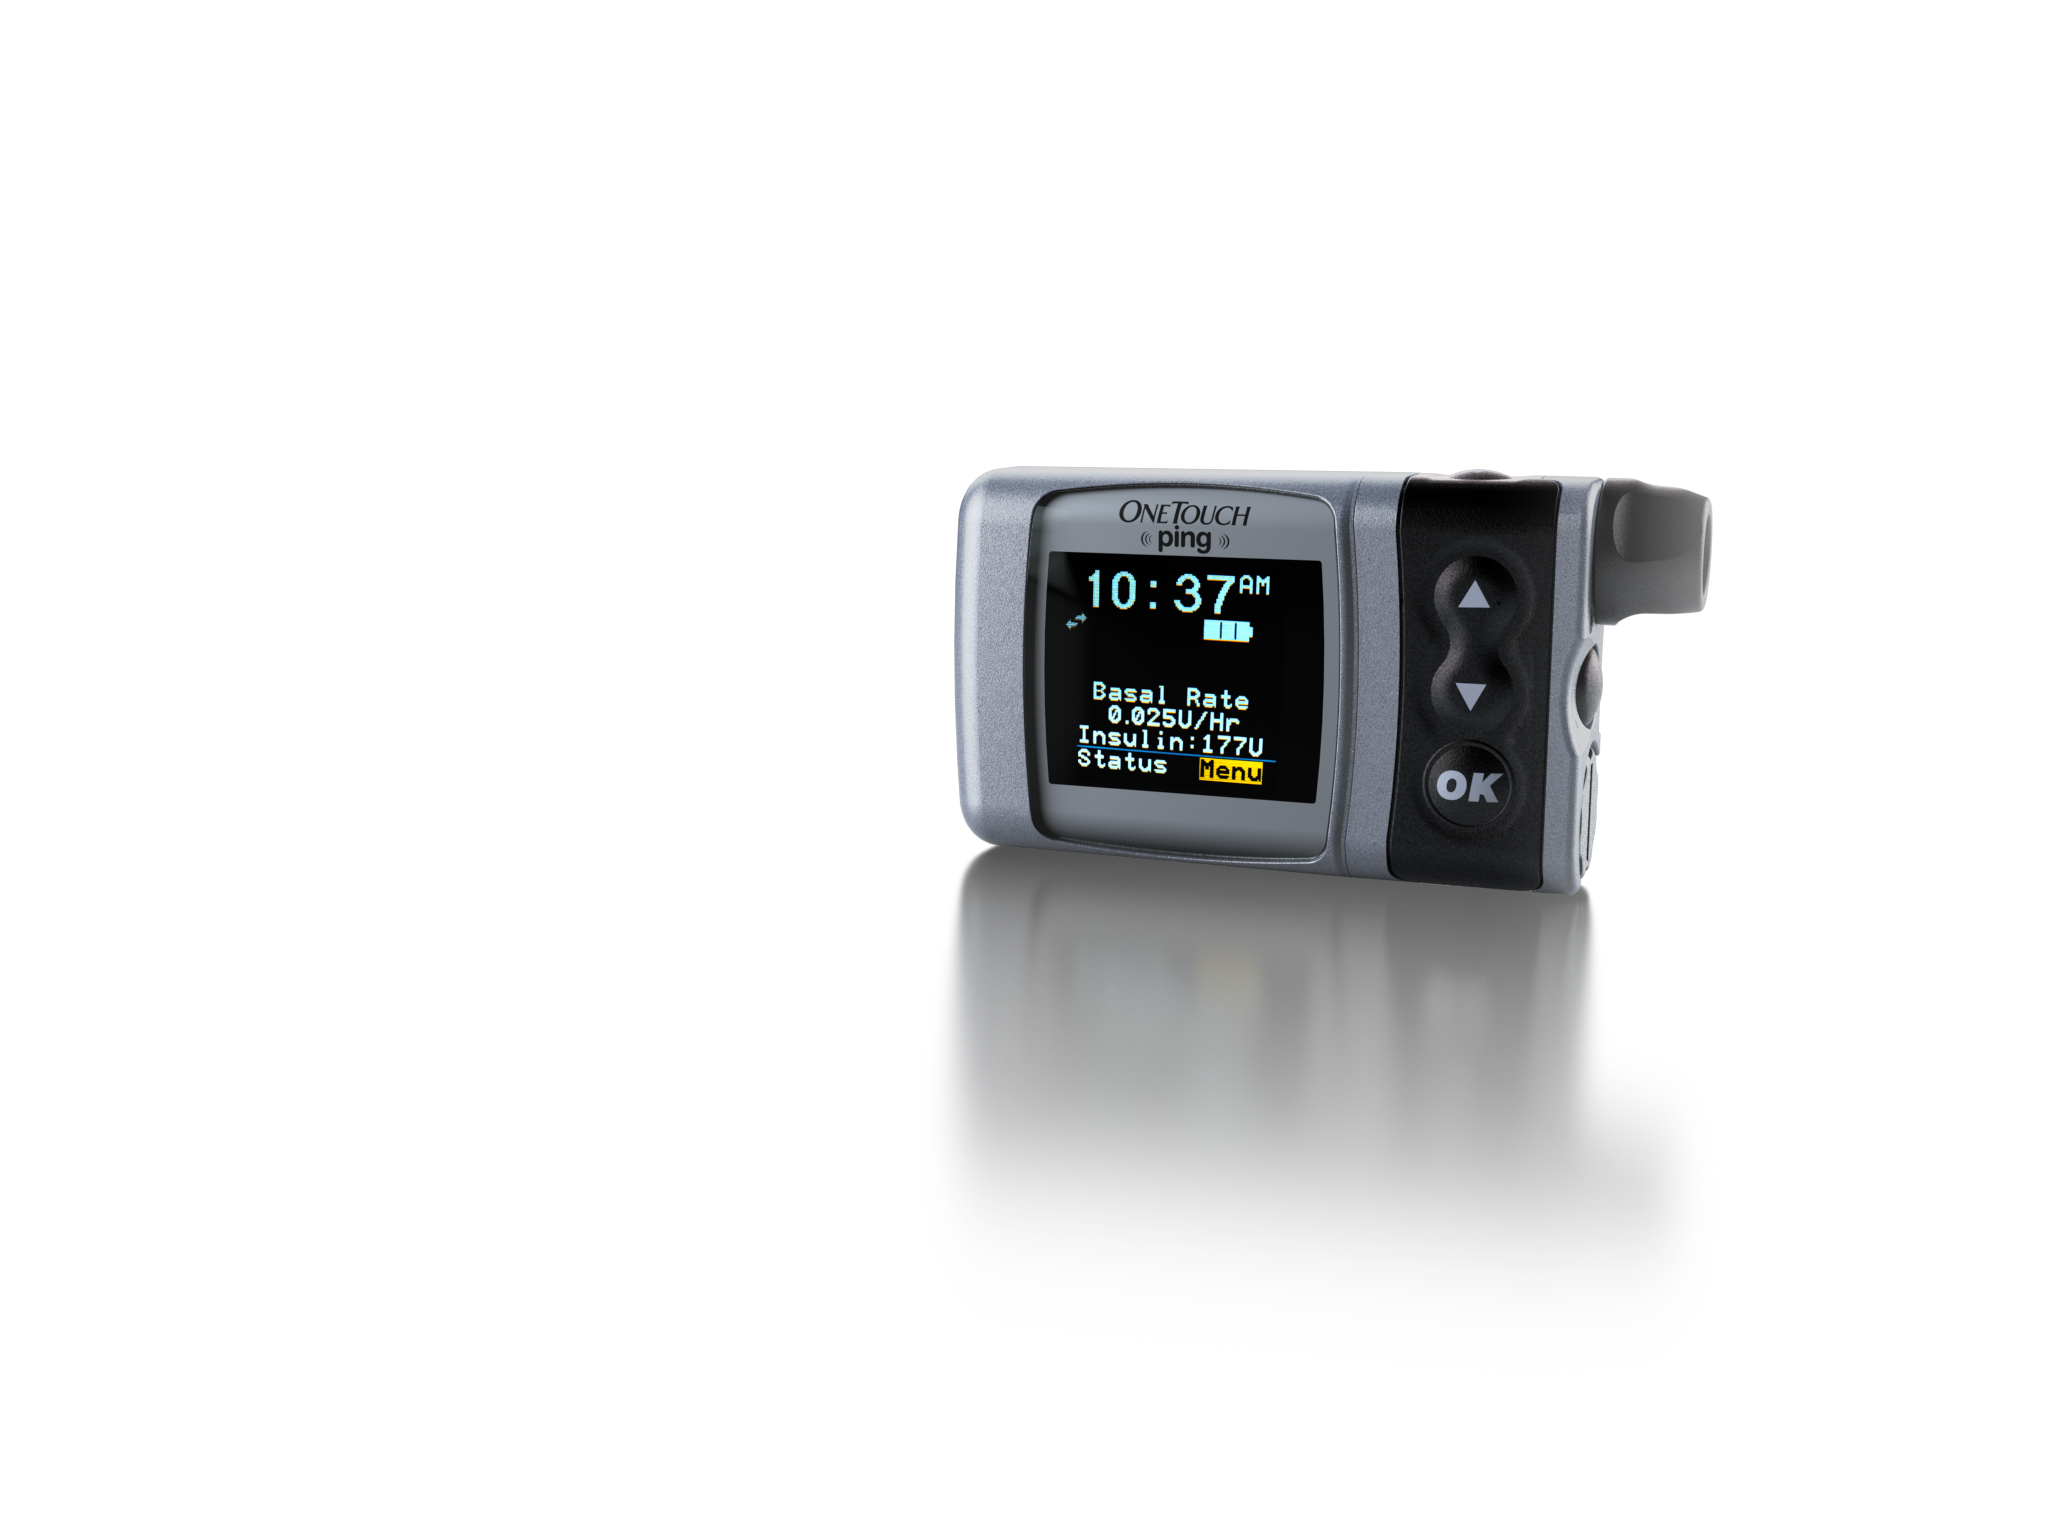 ONETOUCH
ping
10:37AM
Basal Rate
0.025U/Hr
Insulin:177U
Status Menu
OK